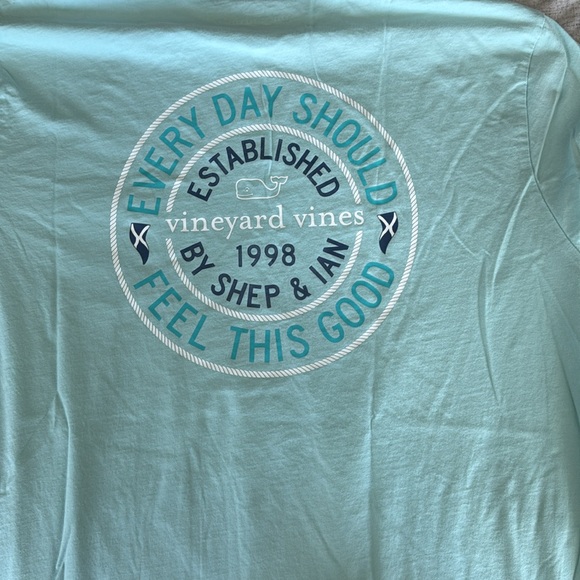 EVERY DAY SHOULD
ESTABLISHED
vineyard vines
1998
BY SHEP & IAN
FEEL THIS GOOD